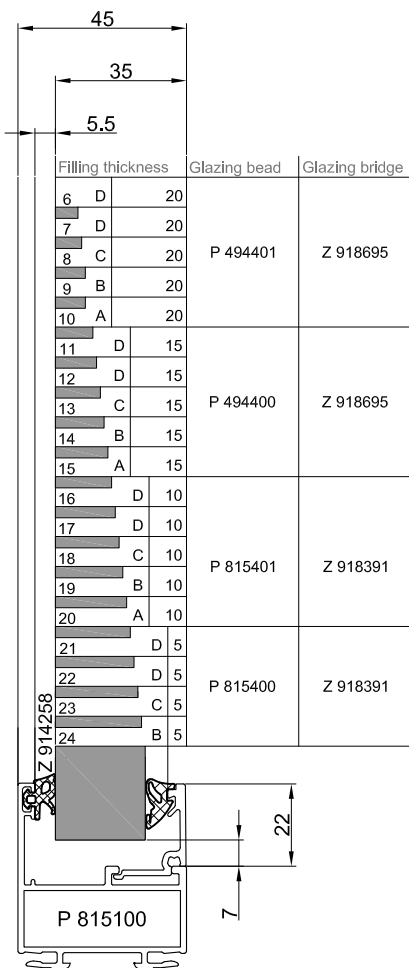 45
35
5.5
Filling thickness Glazing bead Glazing bridge
6 D 20
7 D 20
8 C 20 P 494401 Z 918695
9 B 20
10 A 20
11 D 15
12 D 15
13 C 15 P 494400 Z 918695
14 B 15
15 A 15
16 D 10
17 D 10
18 C 10 P 815401 Z 918391
19 B 10
20 A 10
21 D 5
22 D 5 P 815400 Z 918391
23 C 5
24 B 5
Z 914258
22
7
P 815100